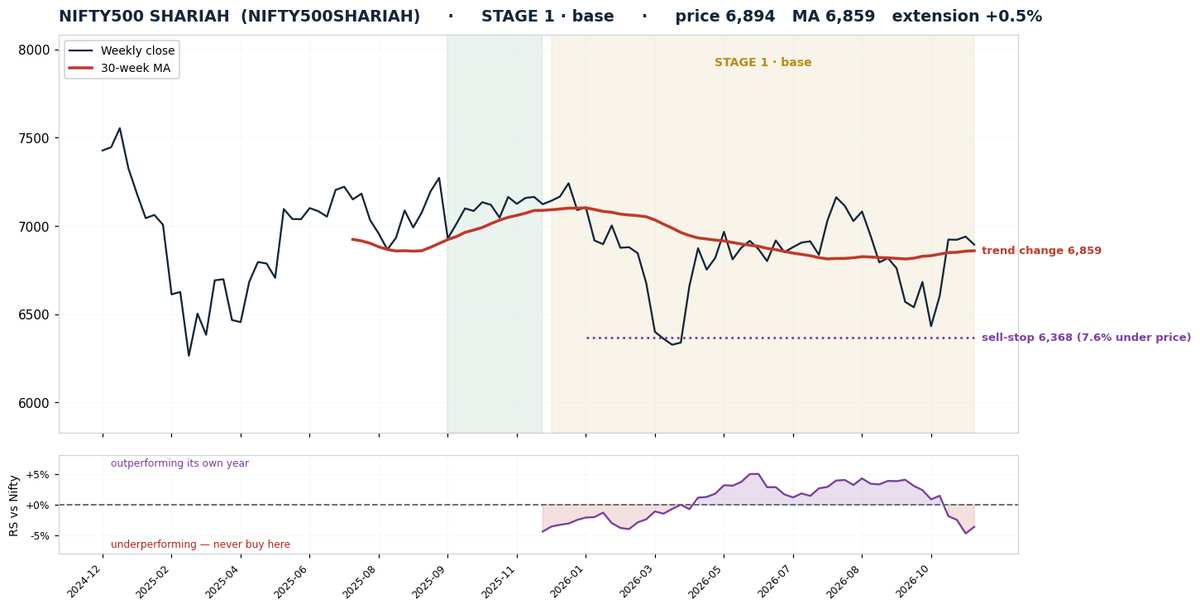 NIFTY500 SHARIAH (NIFTY500SHARIAH) · STAGE 1 · base · price 6,894 MA 6,859 extension +0.5%
8000
7500
7000
6500
6000
Weekly close
30-week MA
STAGE 1 · base
trend change 6,859
sell-stop 6,368 (7.6% under price)
RS vs Nifty
+5%
+0%
-5%
outperforming its own year
underperforming — never buy here
2024-12
2025-02
2025-04
2025-06
2025-08
2025-09
2025-11
2026-01
2026-03
2026-05
2026-07
2026-08
2026-10